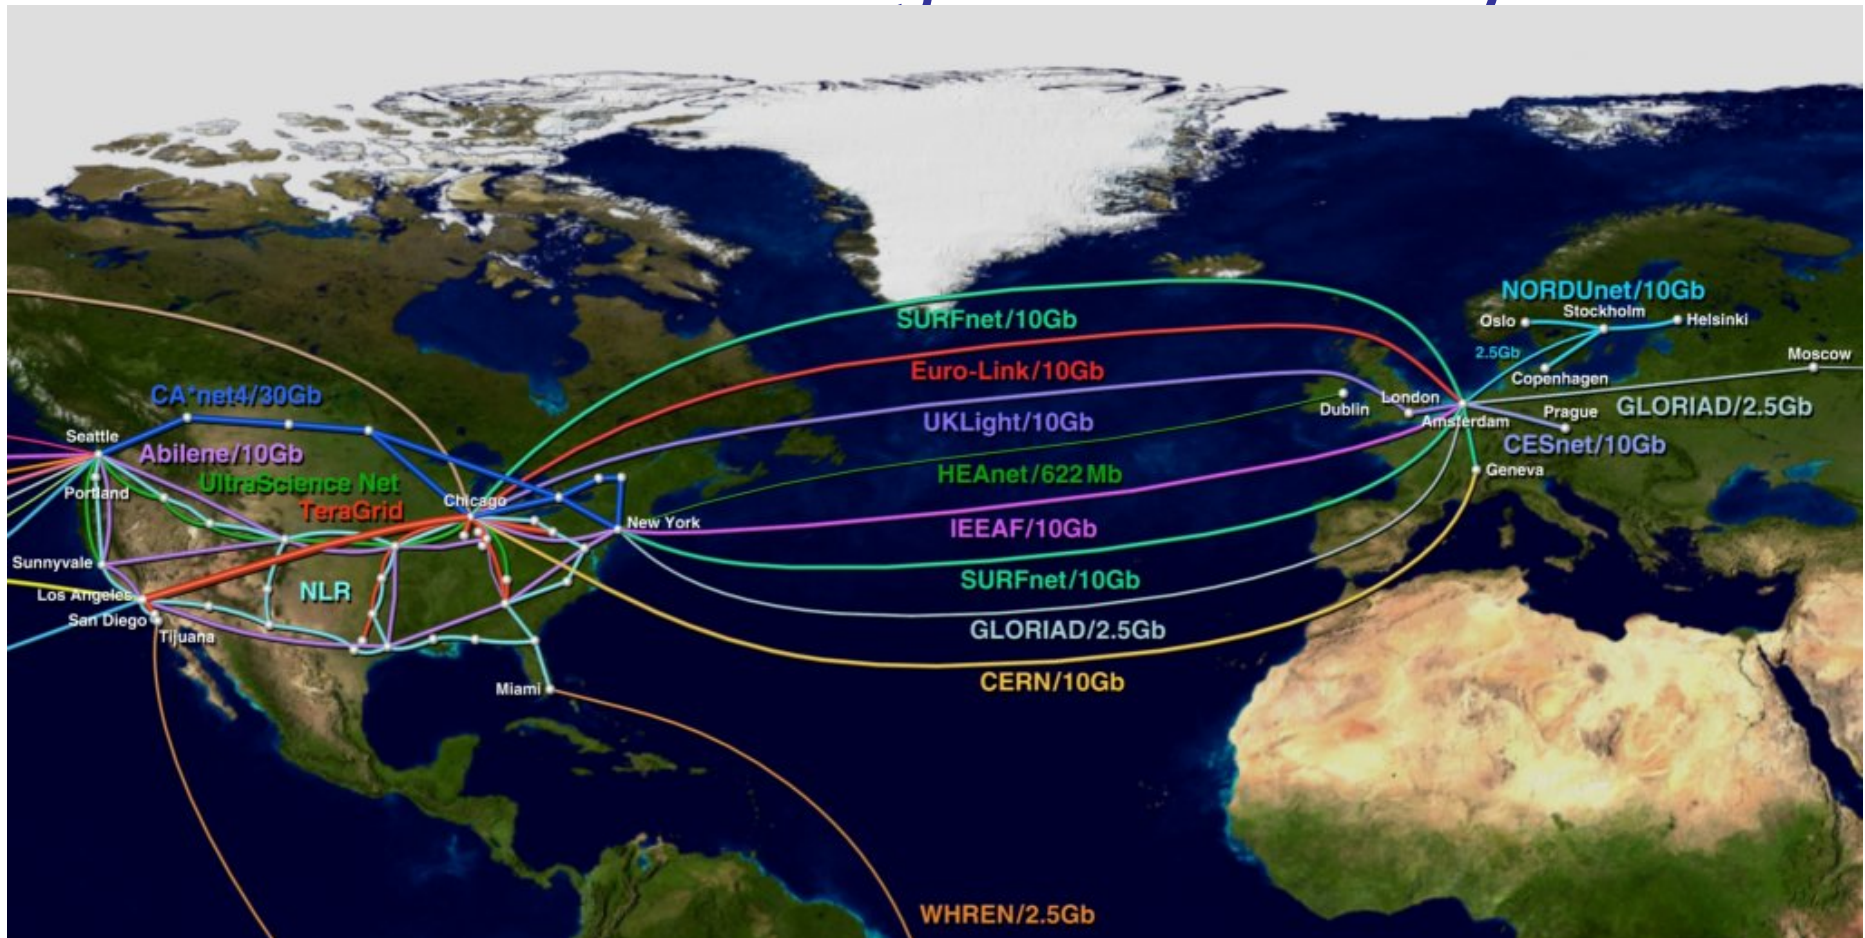 SURFnet/10Gb
Euro-Link/10Gb
UKLight/10Gb
HEAnet/622Mb
IEEAF/10Gb
SURFnet/10Gb
GLORIAD/2.5Gb
CERN/10Gb
WHREN/2.5Gb
CA*net4/30Gb
Seattle
Abilene/10Gb
UltraScience Net
Portland
TeraGrid
Chicago
New York
Sunnyvale
NLR
Los Angeles
San Diego
Tijuana
Miami
NORDUnet/10Gb
Stockholm
Oslo
Helsinki
2.5Gb
Copenhagen
Moscow
Dublin
London
Amsterdam
Prague
GLORIAD/2.5Gb
CESnet/10Gb
Geneva